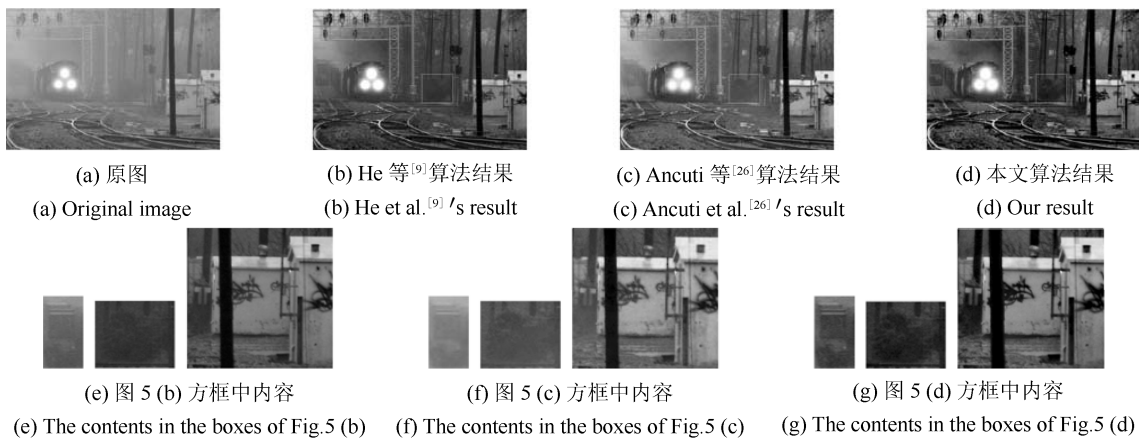 (a) 原图
(b) He 等[9]算法结果
(c) Ancuti 等[26]算法结果
(d) 本文算法结果
(a) Original image
(b) He et al.[9] ′s result
(c) Ancuti et al.[26] ′s result
(d) Our result
(e) 图 5 (b) 方框中内容
(f) 图 5 (c) 方框中内容
(g) 图 5 (d) 方框中内容
(e) The contents in the boxes of Fig.5 (b)
(f) The contents in the boxes of Fig.5 (c)
(g) The contents in the boxes of Fig.5 (d)